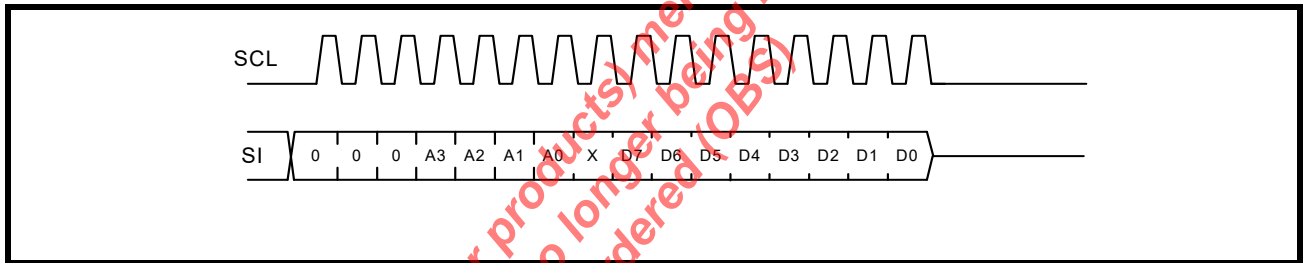 SCL
SI 0 0 0 A3 A2 A1 A0 X D7 D6 D5 D4 D3 D2 D1 D0
r products) me
o longer being
dered (OBS)